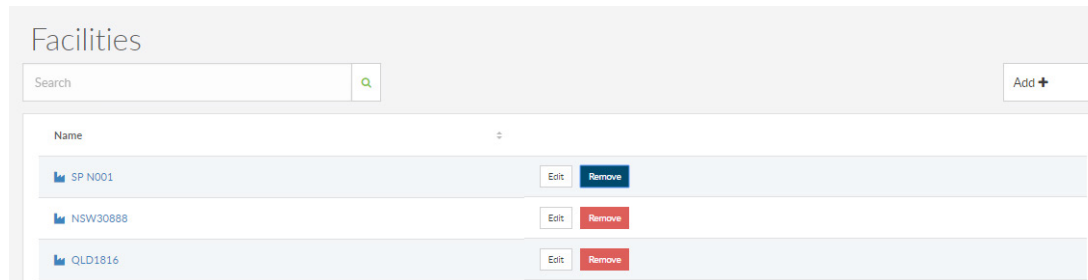 Facilities
Search
Add +
Name
SP N001 Edit Remove
NSW30888 Edit Remove
QLD1816 Edit Remove